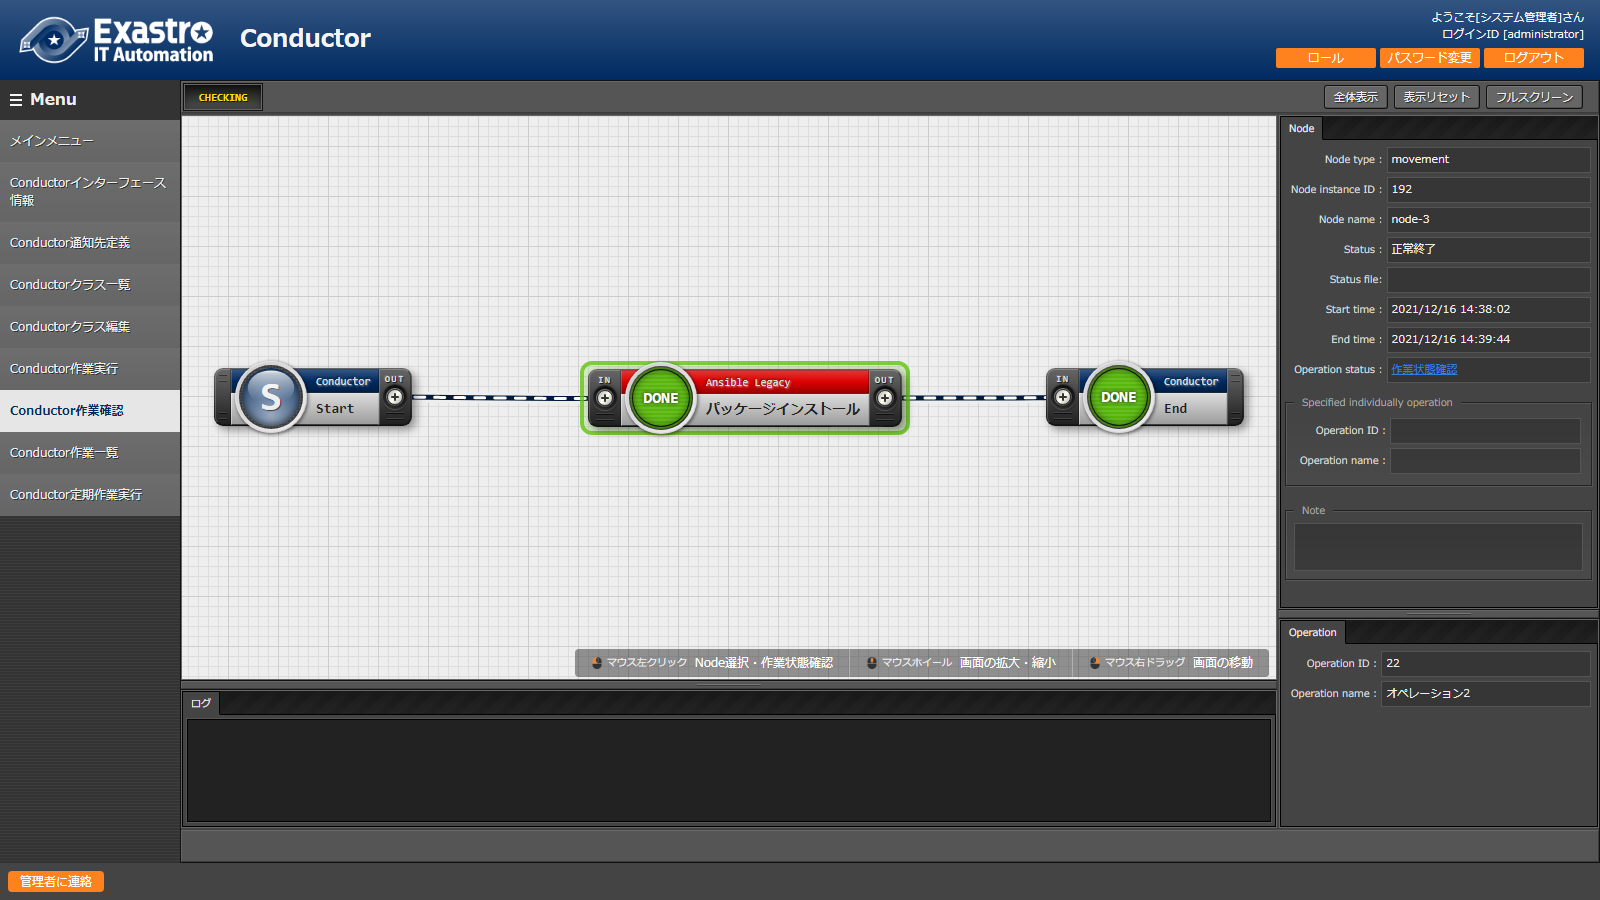 Exastro
IT Automation
Conductor
ようこそ[システム管理者]さん
ログインID [administrator]
ロール
パスワード変更
ログアウト
Menu
メインメニュー
Conductorインターフェース
情報
Conductor通知先定義
Conductorクラス一覧
Conductorクラス編集
Conductor作業実行
Conductor作業確認
Conductor作業一覧
Conductor定期作業実行
CHECKING
全体表示
表示リセット
フルスクリーン
S
Conductor
Start
OUT
IN
DONE
Ansible Legacy
パッケージインストール
OUT
IN
DONE
Conductor
End
マウス左クリック Node選択・作業状態確認
マウスホイール 画面の拡大・縮小
マウス右ドラッグ 画面の移動
ログ
Node
Node type : movement
Node instance ID : 192
Node name : node-3
Status : 正常終了
Status file:
Start time : 2021/12/16 14:38:02
End time : 2021/12/16 14:39:44
Operation status : 作業状態確認
Specified individually operation
Operation ID :
Operation name :
Note
Operation
Operation ID : 22
Operation name : オペレーション2
管理者に連絡